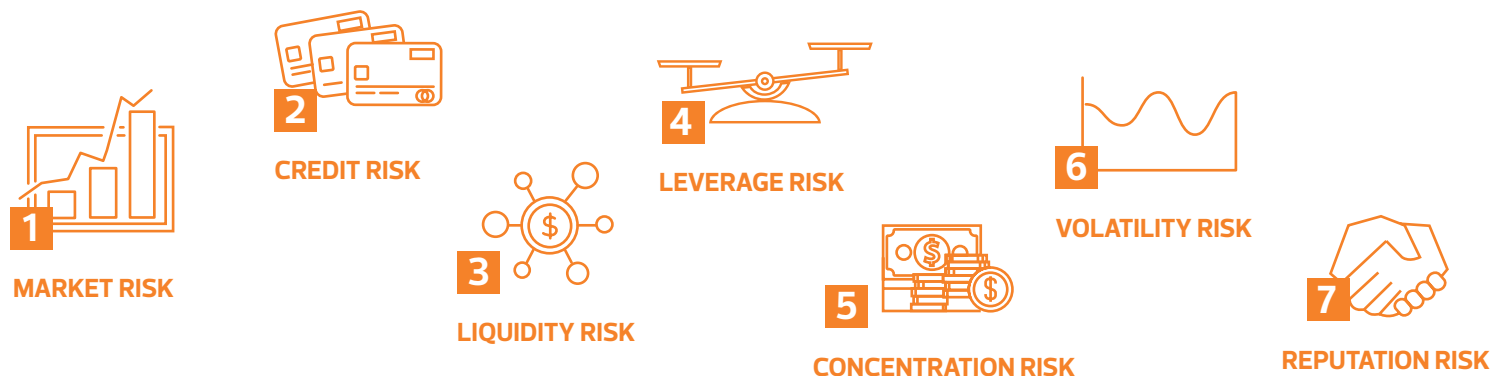 1
MARKET RISK
2
CREDIT RISK
$
3
LIQUIDITY RISK
4
LEVERAGE RISK
$
$
5
CONCENTRATION RISK
6
VOLATILITY RISK
7
REPUTATION RISK